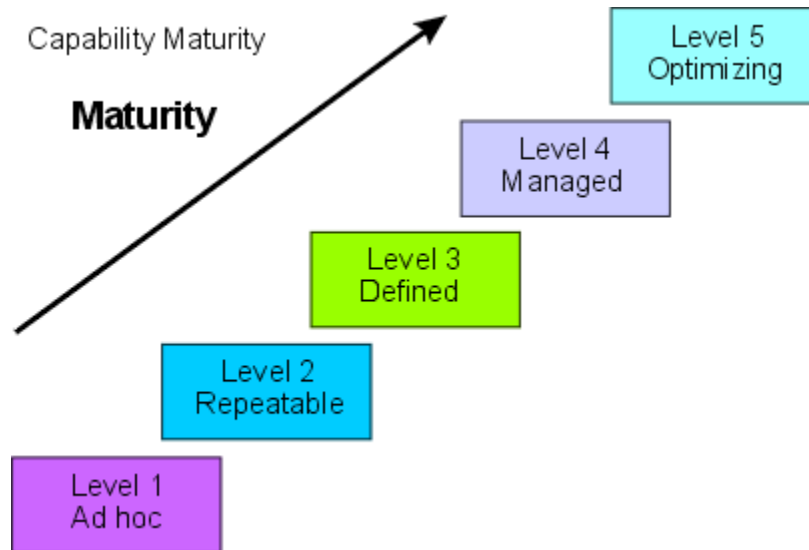 Capability Maturity
Maturity
Level 5
Optimizing
Level 4
Managed
Level 3
Defined
Level 2
Repeatable
Level 1
Ad hoc